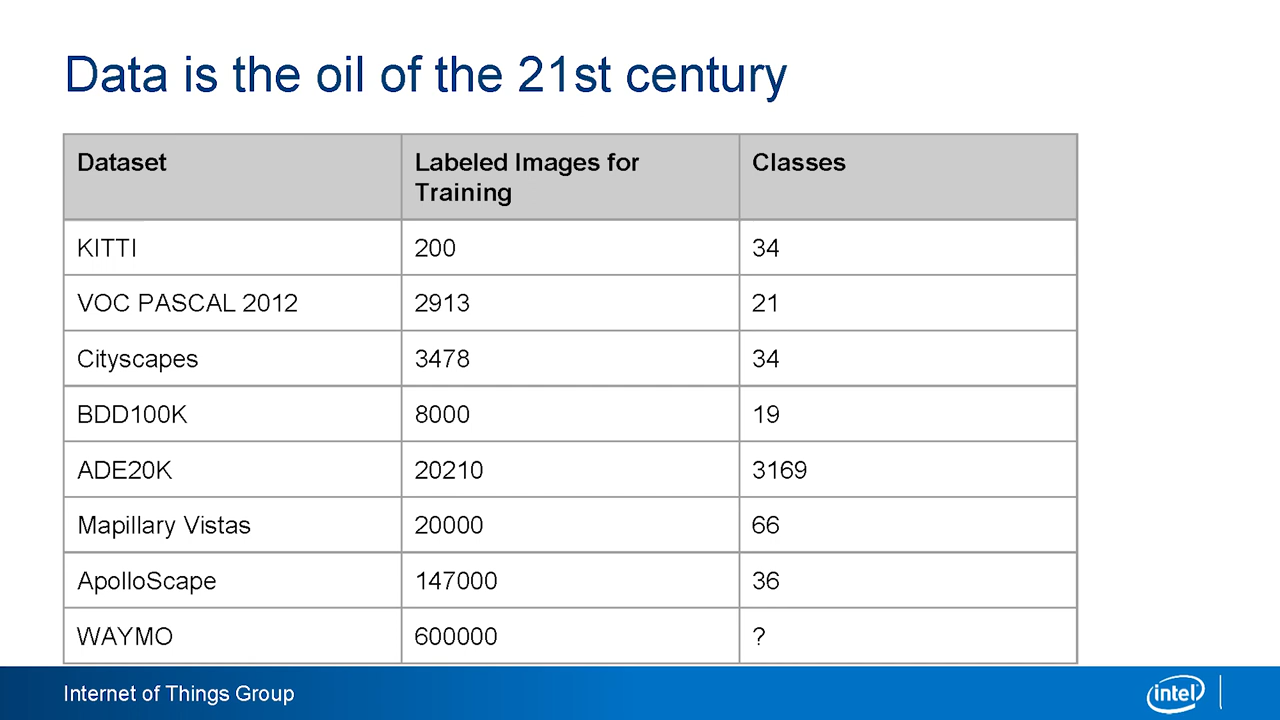 Data is the oil of the 21st century
Dataset Labeled Images for Training Classes
KITTI 200 34
VOC PASCAL 2012 2913 21
Cityscapes 3478 34
BDD100K 8000 19
ADE20K 20210 3169
Mapillary Vistas 20000 66
ApolloScape 147000 36
WAYMO 600000 ?
Internet of Things Group
intel